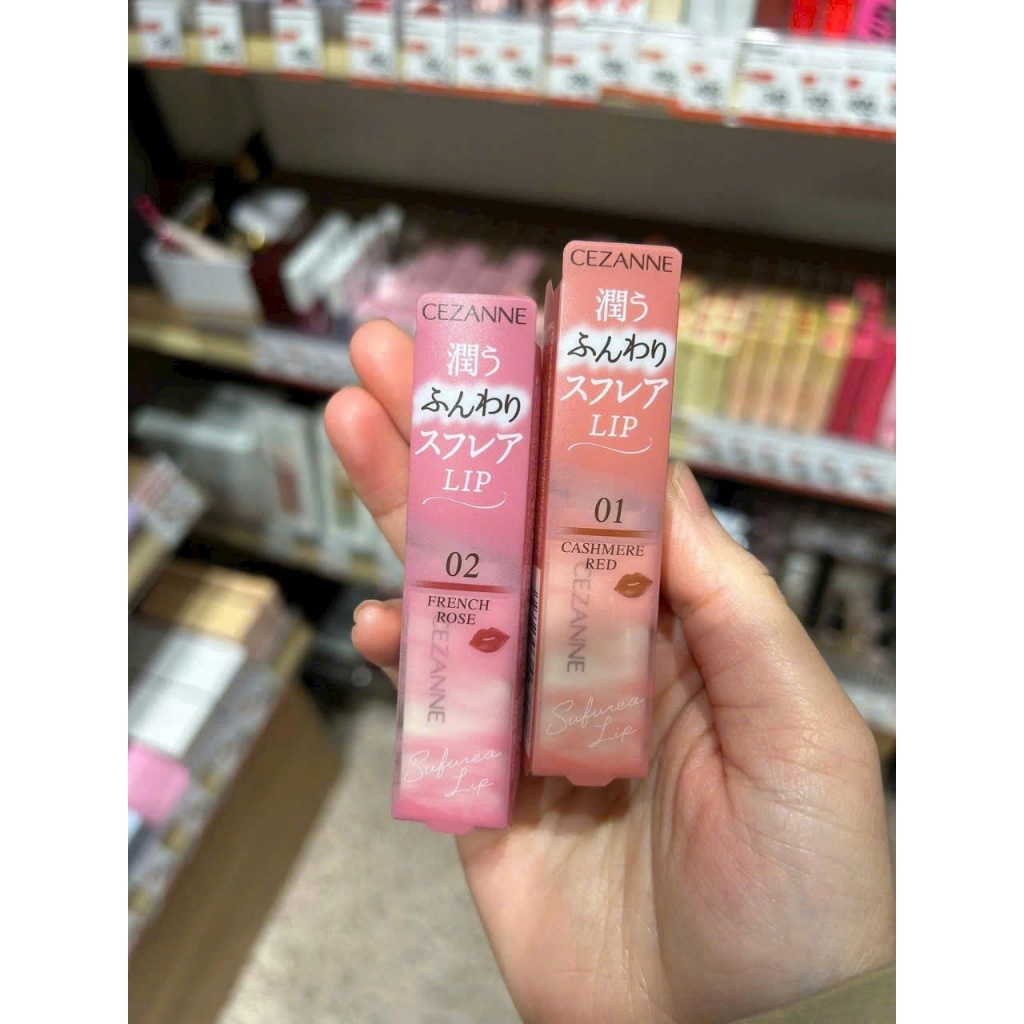 CEZANNE
潤う
ふんわり
スフレア
LIP
02
FRENCH
ROSE
CEZANNE
Sufurea
Lip
CEZANNE
潤う
ふんわり
スフレア
LIP
01
CASHMERE
RED
CEZANNE
Sufurea
Lip